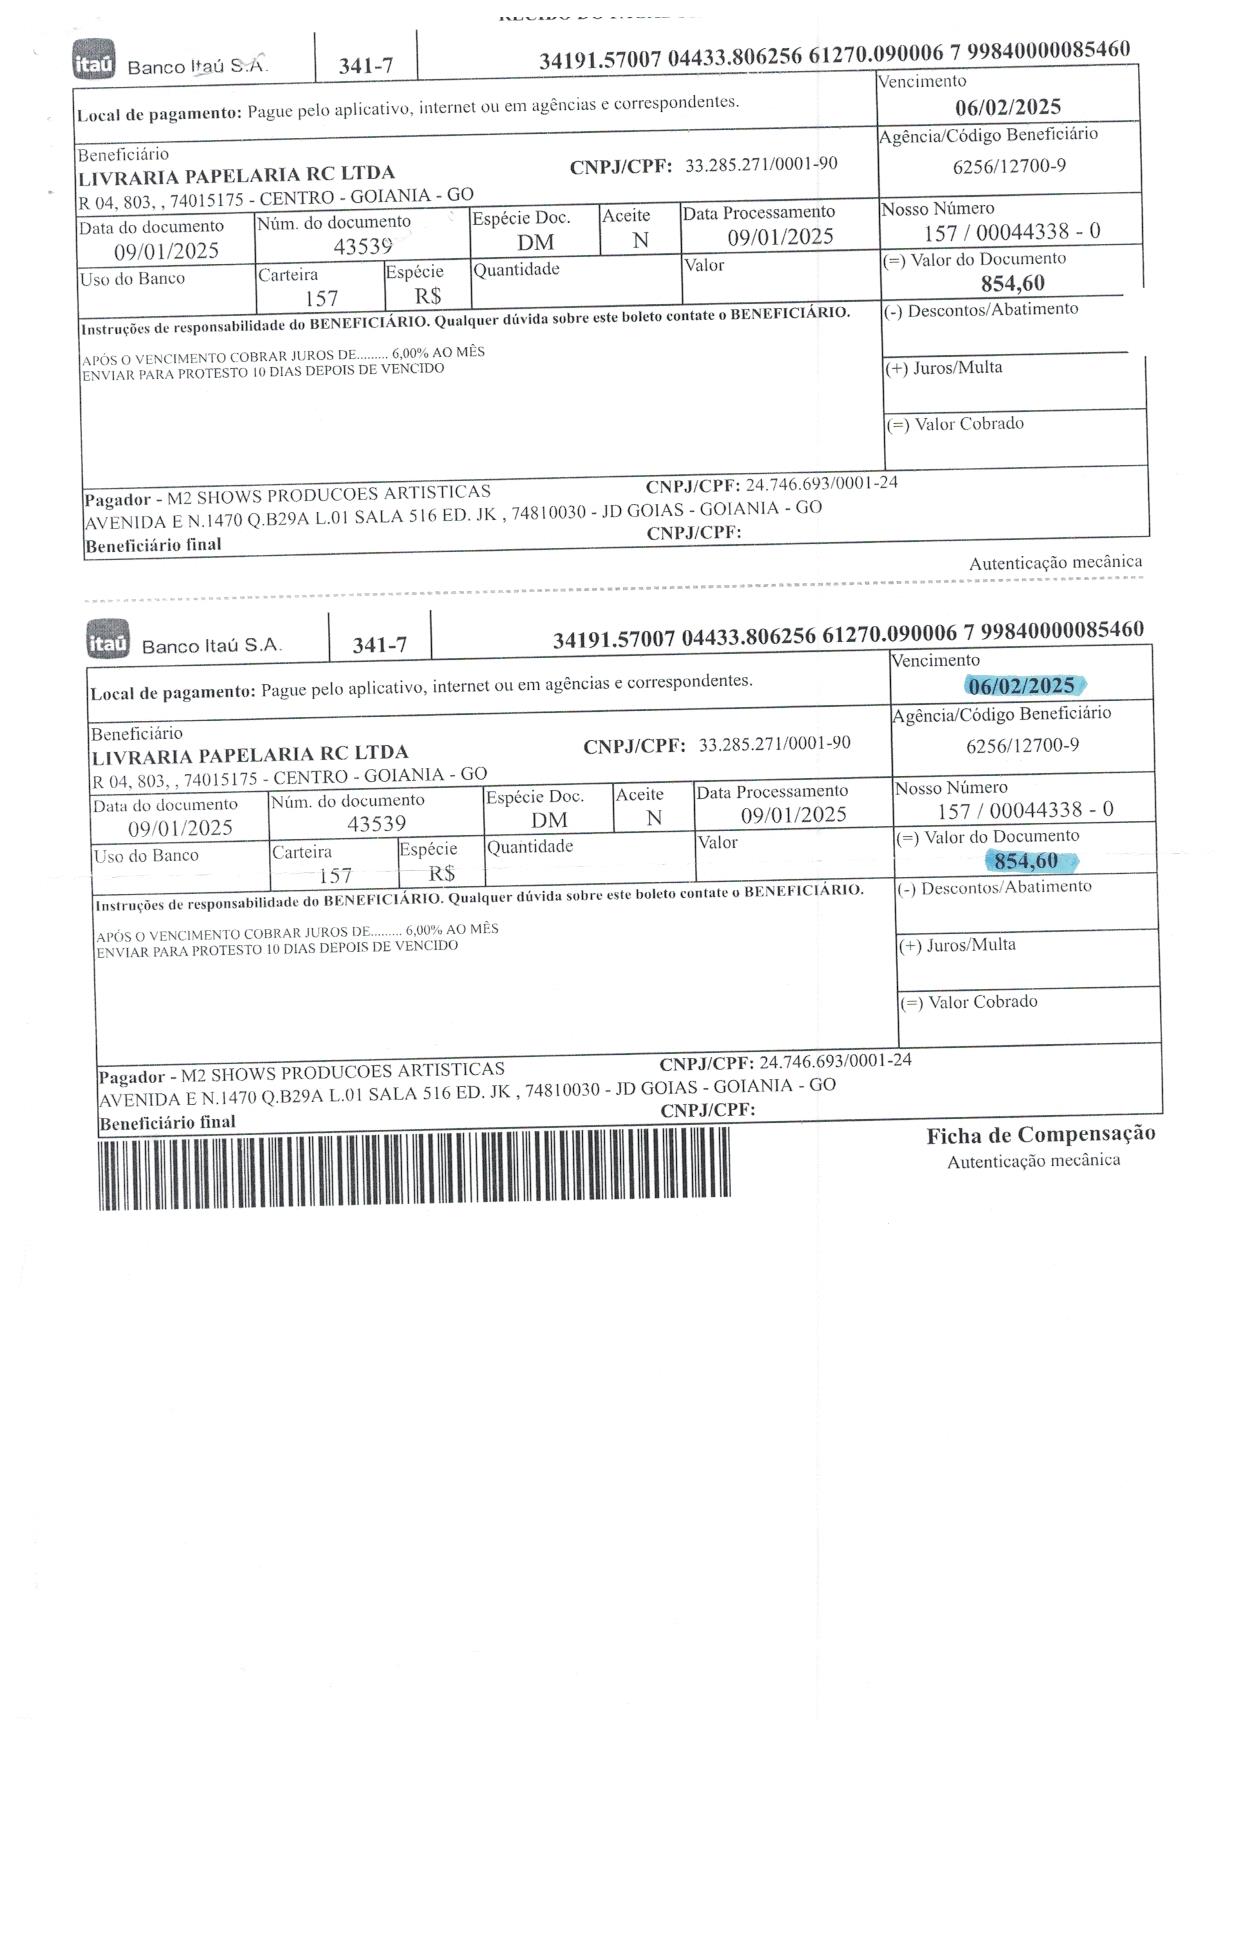 itaú Banco Itaú S.A. 341-7 34191.57007 04433.806256 61270.090006 7 99840000085460
Local de pagamento: Pague pelo aplicativo, internet ou em agências e correspondentes.
Vencimento
06/02/2025
Beneficiário
LIVRARIA PAPELARIA RC LTDA CNPJ/CPF: 33.285.271/0001-90
R 04, 803, , 74015175 - CENTRO - GOIANIA - GO
Agência/Código Beneficiário
6256/12700-9
Data do documento Núm. do documento Espécie Doc. Aceite Data Processamento Nosso Número
09/01/2025 43539 DM N 09/01/2025 157 / 00044338 - 0
Uso do Banco Carteira Espécie Quantidade Valor (=) Valor do Documento
157 R$ 854,60
Instruções de responsabilidade do BENEFICIÁRIO. Qualquer dúvida sobre este boleto contate o BENEFICIÁRIO.
(-) Descontos/Abatimento
APÓS O VENCIMENTO COBRAR JUROS DE......... 6,00% AO MÊS
ENVIAR PARA PROTESTO 10 DIAS DEPOIS DE VENCIDO
(+) Juros/Multa
(=) Valor Cobrado
Pagador - M2 SHOWS PRODUCOES ARTISTICAS CNPJ/CPF: 24.746.693/0001-24
AVENIDA E N.1470 Q.B29A L.01 SALA 516 ED. JK , 74810030 - JD GOIAS - GOIANIA - GO
Beneficiário final CNPJ/CPF:
Autenticação mecânica
itaú Banco Itaú S.A. 341-7 34191.57007 04433.806256 61270.090006 7 99840000085460
Local de pagamento: Pague pelo aplicativo, internet ou em agências e correspondentes.
Vencimento
06/02/2025
Beneficiário
LIVRARIA PAPELARIA RC LTDA CNPJ/CPF: 33.285.271/0001-90
R 04, 803, , 74015175 - CENTRO - GOIANIA - GO
Agência/Código Beneficiário
6256/12700-9
Data do documento Núm. do documento Espécie Doc. Aceite Data Processamento Nosso Número
09/01/2025 43539 DM N 09/01/2025 157 / 00044338 - 0
Uso do Banco Carteira Espécie Quantidade Valor (=) Valor do Documento
157 R$ 854,60
Instruções de responsabilidade do BENEFICIÁRIO. Qualquer dúvida sobre este boleto contate o BENEFICIÁRIO.
(-) Descontos/Abatimento
APÓS O VENCIMENTO COBRAR JUROS DE......... 6,00% AO MÊS
ENVIAR PARA PROTESTO 10 DIAS DEPOIS DE VENCIDO
(+) Juros/Multa
(=) Valor Cobrado
Pagador - M2 SHOWS PRODUCOES ARTISTICAS CNPJ/CPF: 24.746.693/0001-24
AVENIDA E N.1470 Q.B29A L.01 SALA 516 ED. JK , 74810030 - JD GOIAS - GOIANIA - GO
Beneficiário final CNPJ/CPF:
Ficha de Compensação
Autenticação mecânica